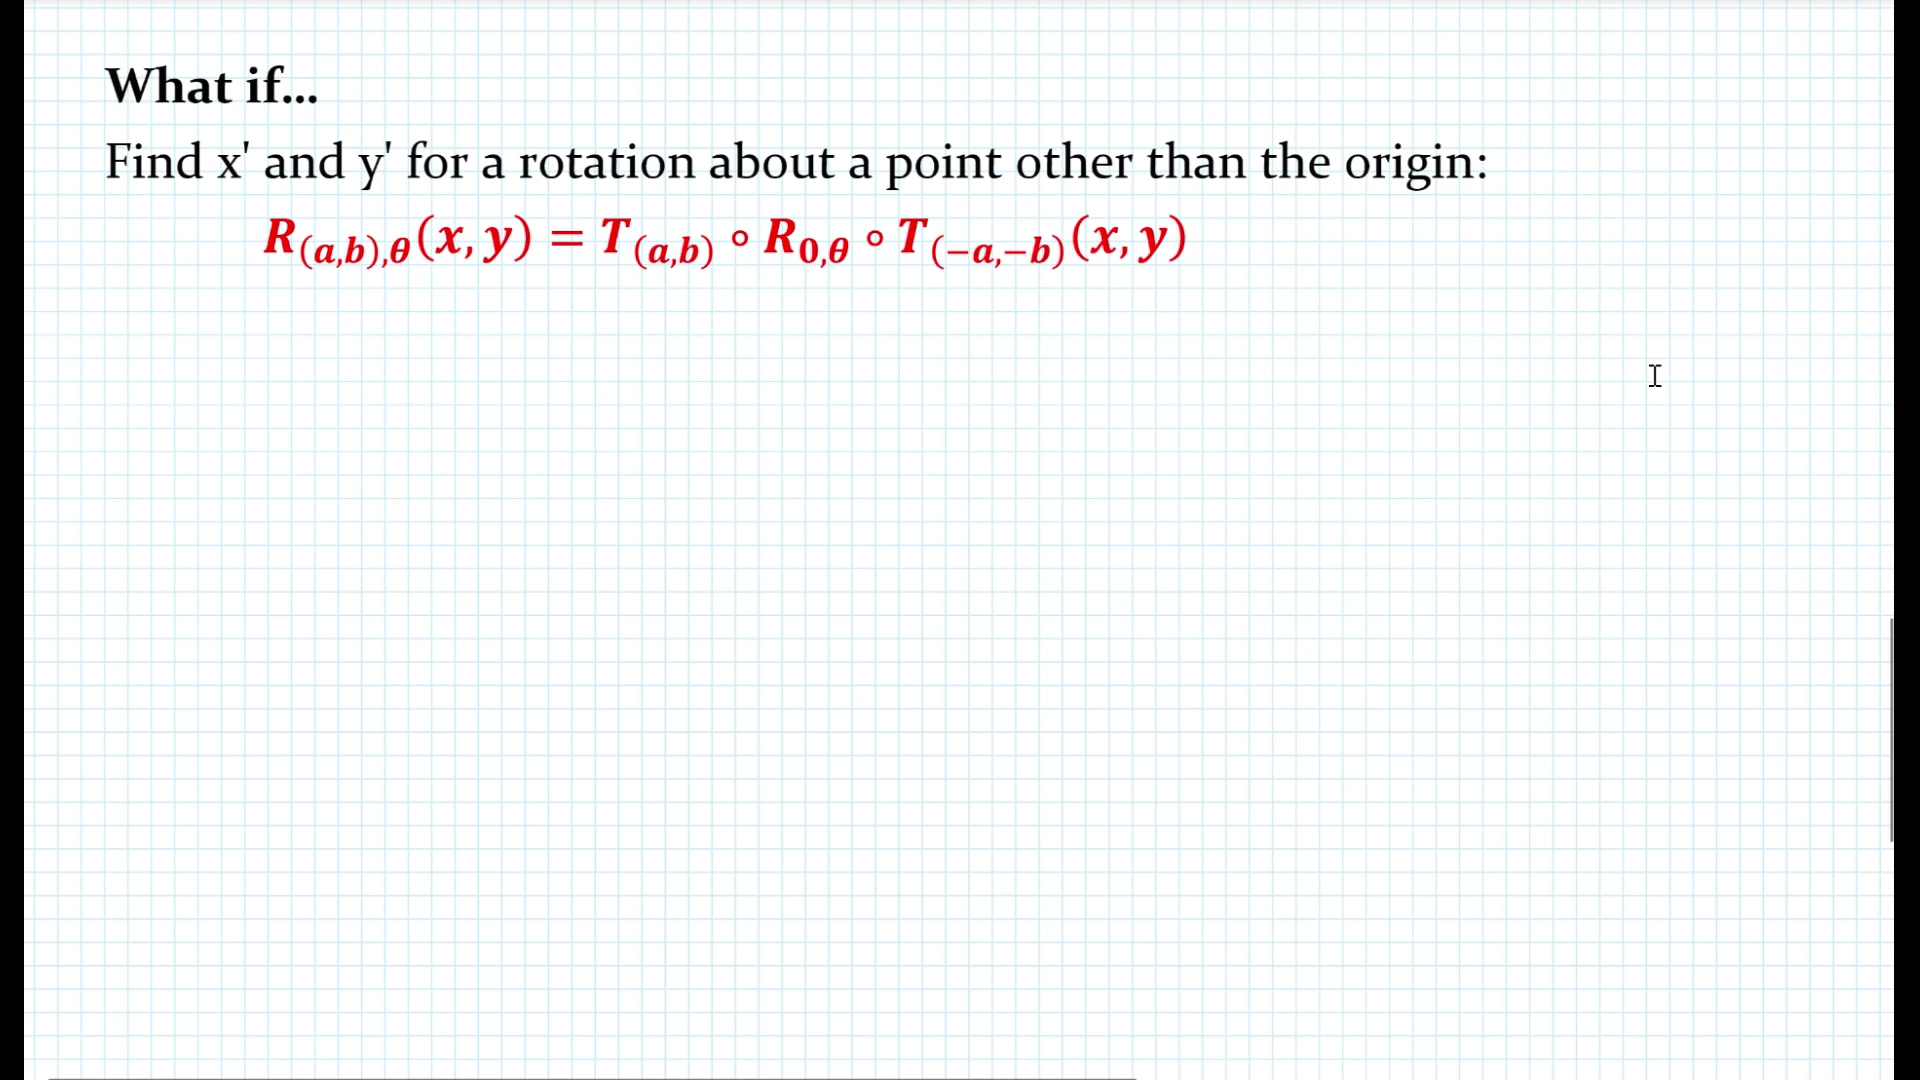 What if...
Find x' and y' for a rotation about a point other than the origin:
R₍ₐ,b₎,θ(x, y) = T₍ₐ,b₎ ∘ R₀,θ ∘ T₍₋ₐ,₋b₎(x, y)